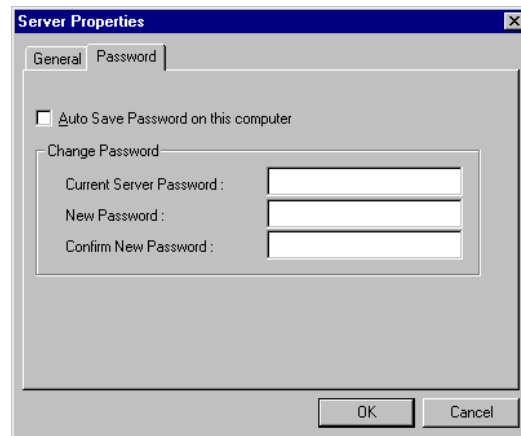 Server Properties
General Password
Auto Save Password on this computer
Change Password
Current Server Password :
New Password :
Confirm New Password :
OK Cancel